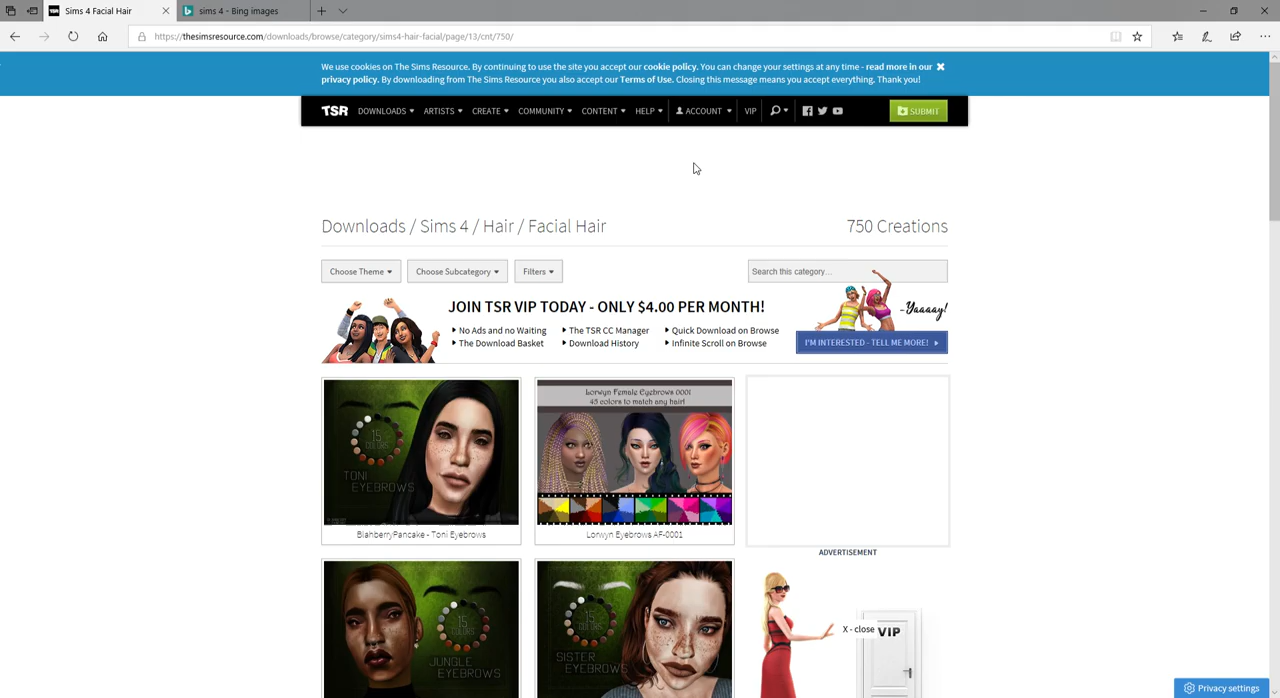 Sims 4 Facial Hair
sims 4 - Bing images
https://thesimsresource.com/downloads/browse/category/sims4-hair-facial/page/13/cnt/750/
We use cookies on The Sims Resource. By continuing to use the site you accept our cookie policy. You can change your settings at any time - read more in our
privacy policy. By downloading from The Sims Resource you also accept our Terms of Use. Closing this message means you accept everything. Thank you!
TSR DOWNLOADS ARTISTS CREATE COMMUNITY CONTENT HELP ACCOUNT VIP SUBMIT
Downloads / Sims 4 / Hair / Facial Hair
750 Creations
Choose Theme
Choose Subcategory
Filters
Search this category...
JOIN TSR VIP TODAY - ONLY $4.00 PER MONTH!
-Yaaaay!
No Ads and no Waiting
The TSR CC Manager
Quick Download on Browse
The Download Basket
Download History
Infinite Scroll on Browse
I'M INTERESTED - TELL ME MORE!
15
COLORS
TONI
EYEBROWS
BlahberryPancake - Toni Eyebrows
Lorwyn Female Eyebrows 0001
45 colors to match any hair!
Lorwyn Eyebrows AF-0001
ADVERTISEMENT
15
COLORS
JUNGLE
EYEBROWS
15
COLORS
SISTER
EYEBROWS
X - close
VIP
Privacy settings